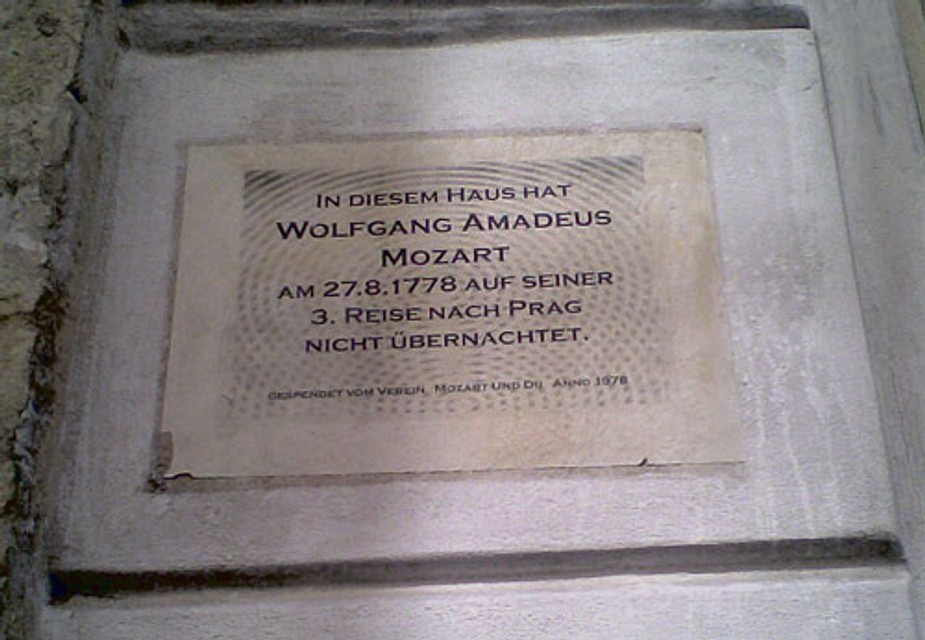 In diesem Haus hat
Wolfgang Amadeus
Mozart
am 27.8.1778 auf seiner
3. Reise nach Prag
nicht übernachtet.
gespendet vom Verein, Mozart und Du, Anno 1978